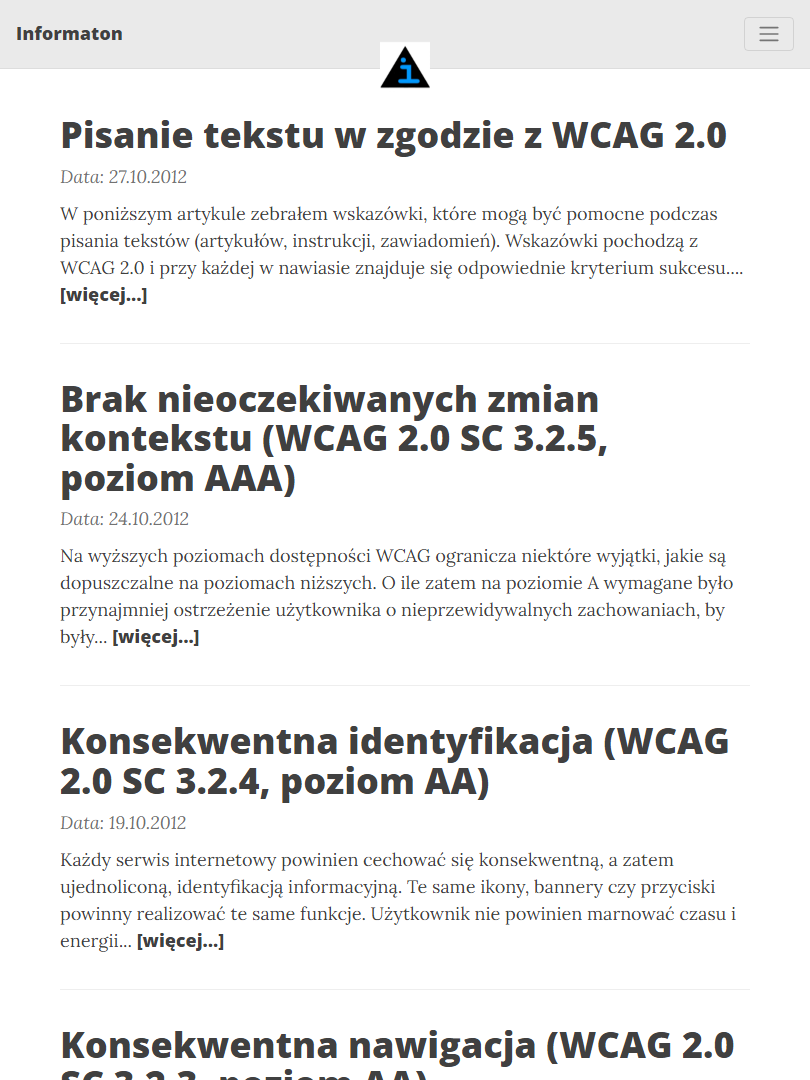 Informaton
i
Pisanie tekstu w zgodzie z WCAG 2.0
Data: 27.10.2012
W poniższym artykule zebrałem wskazówki, które mogą być pomocne podczas
pisania tekstów (artykułów, instrukcji, zawiadomień). Wskazówki pochodzą z
WCAG 2.0 i przy każdej w nawiasie znajduje się odpowiednie kryterium sukcesu....
[więcej...]
Brak nieoczekiwanych zmian
kontekstu (WCAG 2.0 SC 3.2.5,
poziom AAA)
Data: 24.10.2012
Na wyższych poziomach dostępności WCAG ogranicza niektóre wyjątki, jakie są
dopuszczalne na poziomach niższych. O ile zatem na poziomie A wymagane było
przynajmniej ostrzeżenie użytkownika o nieprzewidywalnych zachowaniach, by
były... [więcej...]
Konsekwentna identyfikacja (WCAG
2.0 SC 3.2.4, poziom AA)
Data: 19.10.2012
Każdy serwis internetowy powinien cechować się konsekwentną, a zatem
ujednoliconą, identyfikacją informacyjną. Te same ikony, bannery czy przyciski
powinny realizować te same funkcje. Użytkownik nie powinien marnować czasu i
energii... [więcej...]
Konsekwentna nawigacja (WCAG 2.0
SC 3.2.3, poziom AA)